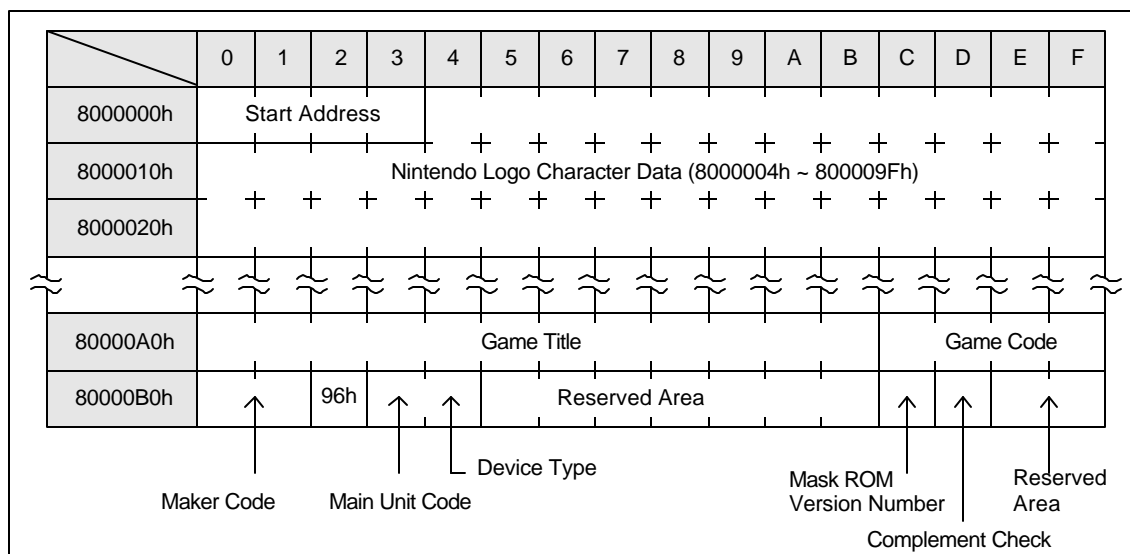 0 1 2 3 4 5 6 7 8 9 A B C D E F
8000000h Start Address
8000010h Nintendo Logo Character Data (8000004h ~ 800009Fh)
8000020h
80000A0h Game Title Game Code
80000B0h 96h Reserved Area
Device Type
Maker Code Main Unit Code
Mask ROM
Version Number
Reserved
Area
Complement Check